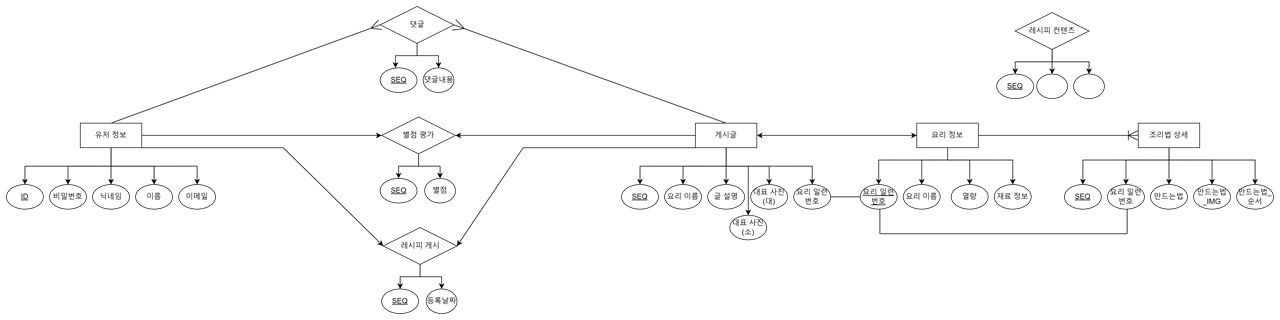 댓글
레시피 컨텐츠
SEQ
댓글내용
SEQ
유저 정보
별점 평가
게시글
요리 정보
조리법 상세
ID
비밀번호
닉네임
이름
이메일
SEQ
별점
SEQ
요리 이름
글 설명
대표 사진
(대)
요리 일련
번호
요리 일련
번호
요리 이름
열량
재료 정보
SEQ
요리 일련
번호
만드는법
만드는법
_IMG
만드는법_
순서
대표 사진
(소)
레시피 게시
SEQ
등록날짜